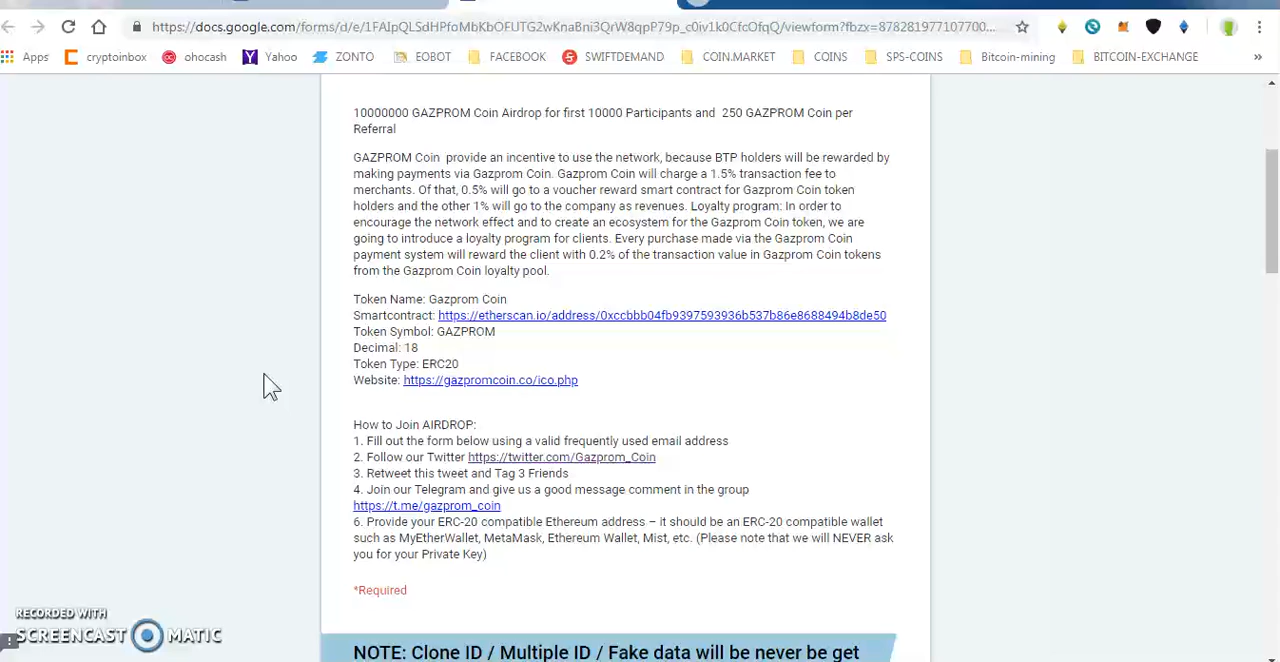 https://docs.google.com/forms/d/e/1FAIpQLSdHPfoMbKbOFUTG2wKnaBni3QrW8qpP79p_c0iv1k0CfcOfqQ/viewform?fbzx=878281977107700...
Apps cryptoinbox ohocash Yahoo ZONTO EOBOT FACEBOOK SWIFTDEMAND COIN.MARKET COINS SPS-COINS Bitcoin-mining BITCOIN-EXCHANGE »
10000000 GAZPROM Coin Airdrop for first 10000 Participants and 250 GAZPROM Coin per
Referral
GAZPROM Coin provide an incentive to use the network, because BTP holders will be rewarded by
making payments via Gazprom Coin. Gazprom Coin will charge a 1.5% transaction fee to
merchants. Of that, 0.5% will go to a voucher reward smart contract for Gazprom Coin token
holders and the other 1% will go to the company as revenues. Loyalty program: In order to
encourage the network effect and to create an ecosystem for the Gazprom Coin token, we are
going to introduce a loyalty program for clients. Every purchase made via the Gazprom Coin
payment system will reward the client with 0.2% of the transaction value in Gazprom Coin tokens
from the Gazprom Coin loyalty pool.
Token Name: Gazprom Coin
Smartcontract: https://etherscan.io/address/0xccbbb04fb9397593936b537b86e8688494b8de50
Token Symbol: GAZPROM
Decimal: 18
Token Type: ERC20
Website: https://gazpromcoin.co/ico.php
How to Join AIRDROP:
1. Fill out the form below using a valid frequently used email address
2. Follow our Twitter https://twitter.com/Gazprom_Coin
3. Retweet this tweet and Tag 3 Friends
4. Join our Telegram and give us a good message comment in the group
https://t.me/gazprom_coin
6. Provide your ERC-20 compatible Ethereum address – it should be an ERC-20 compatible wallet
such as MyEtherWallet, MetaMask, Ethereum Wallet, Mist, etc. (Please note that we will NEVER ask
you for your Private Key)
*Required
RECORDED WITH
SCREENCAST MATIC
NOTE: Clone ID / Multiple ID / Fake data will be never be get